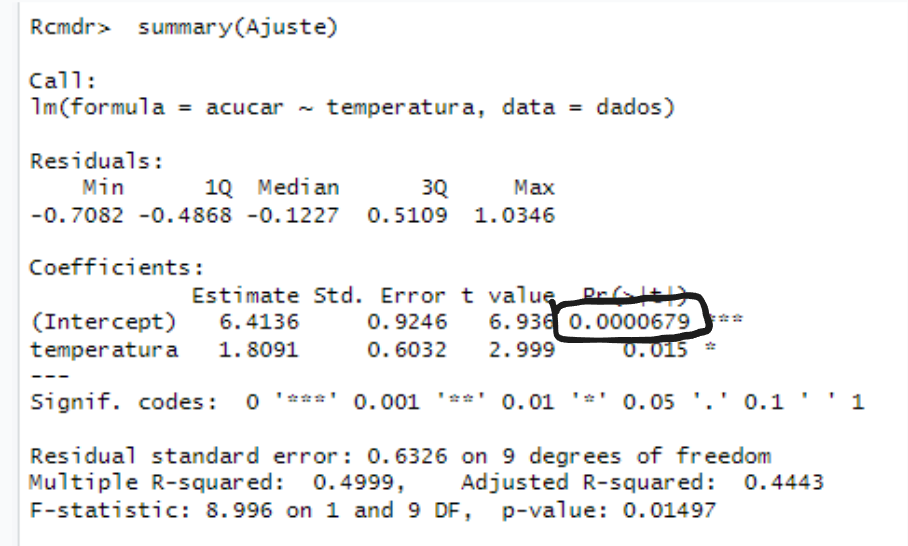 Rcmdr>  summary(Ajuste)
Call:
lm(formula = acucar ~ temperatura, data = dados)
Residuals:
    Min      1Q  Median      3Q     Max
-0.7082 -0.4868 -0.1227  0.5109  1.0346
Coefficients:
            Estimate Std. Error t value  Pr(>|t|)
(Intercept)   6.4136     0.9246   6.936 0.0000679 ***
temperatura   1.8091     0.6032   2.999     0.015 *
---
Signif. codes:  0 '***' 0.001 '**' 0.01 '*' 0.05 '.' 0.1 ' ' 1
Residual standard error: 0.6326 on 9 degrees of freedom
Multiple R-squared:  0.4999,    Adjusted R-squared:  0.4443
F-statistic: 8.996 on 1 and 9 DF,  p-value: 0.01497